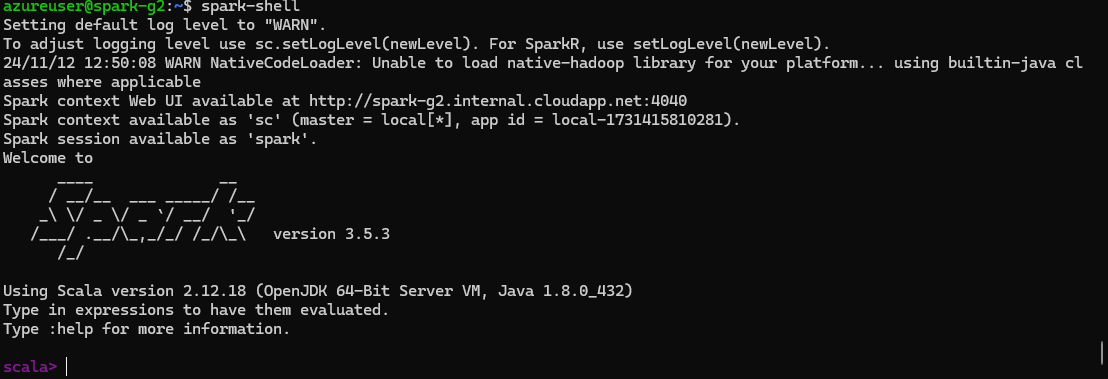 azureuser@spark-g2:~$ spark-shell
Setting default log level to "WARN".
To adjust logging level use sc.setLogLevel(newLevel). For SparkR, use setLogLevel(newLevel).
24/11/12 12:50:08 WARN NativeCodeLoader: Unable to load native-hadoop library for your platform... using builtin-java cl
asses where applicable
Spark context Web UI available at http://spark-g2.internal.cloudapp.net:4040
Spark context available as 'sc' (master = local[*], app id = local-1731415810281).
Spark session available as 'spark'.
Welcome to
      ____              __
     / __/__  ___ _____/ /__
    _\ \/ _ \/ _ `/ __/  '_/
   /___/ .__/\_,_/_/ /_/\_\   version 3.5.3
      /_/

Using Scala version 2.12.18 (OpenJDK 64-Bit Server VM, Java 1.8.0_432)
Type in expressions to have them evaluated.
Type :help for more information.

scala>